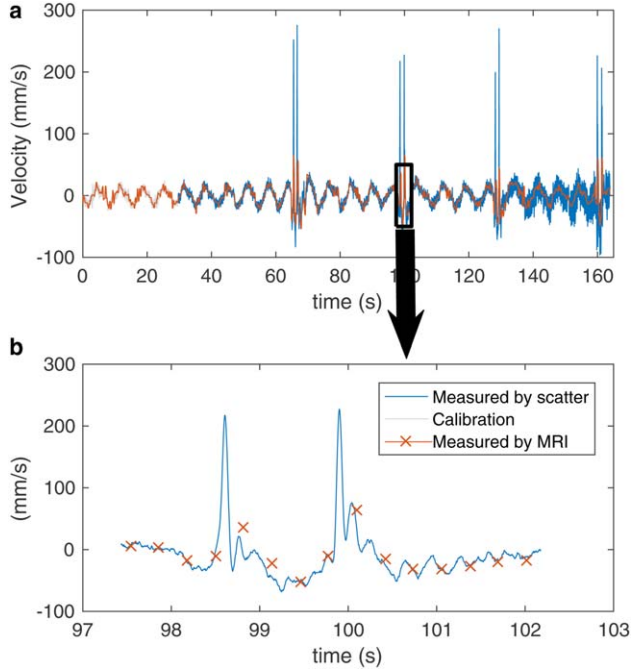 a
300
200
100
0
-100
Velocity (mm/s)
0 20 40 60 80 100 120 140 160
time (s)
b
300
200
100
0
-100
(mm/s)
Measured by scatter
Calibration
Measured by MRI
97 98 99 100 101 102 103
time (s)